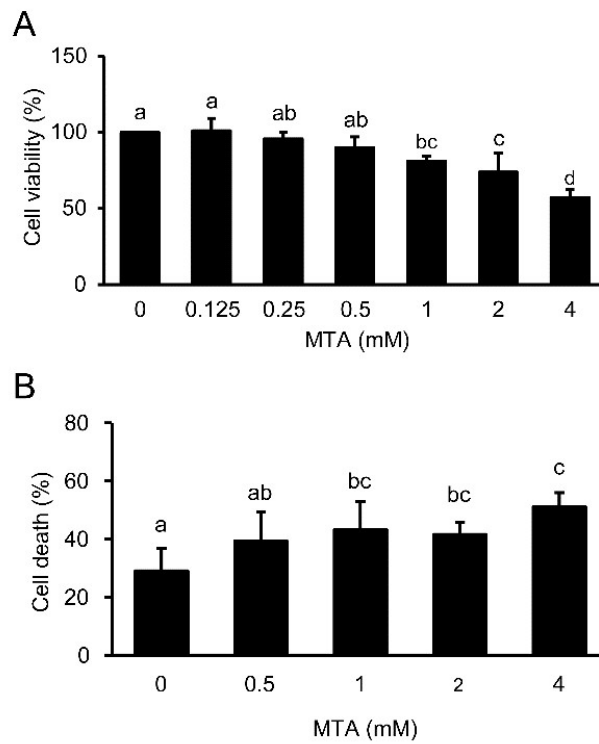 A
Cell viability (%)
150
100
50
0
a a ab ab bc c d
0 0.125 0.25 0.5 1 2 4
MTA (mM)
B
Cell death (%)
80
60
40
20
0
a ab bc bc c
0 0.5 1 2 4
MTA (mM)